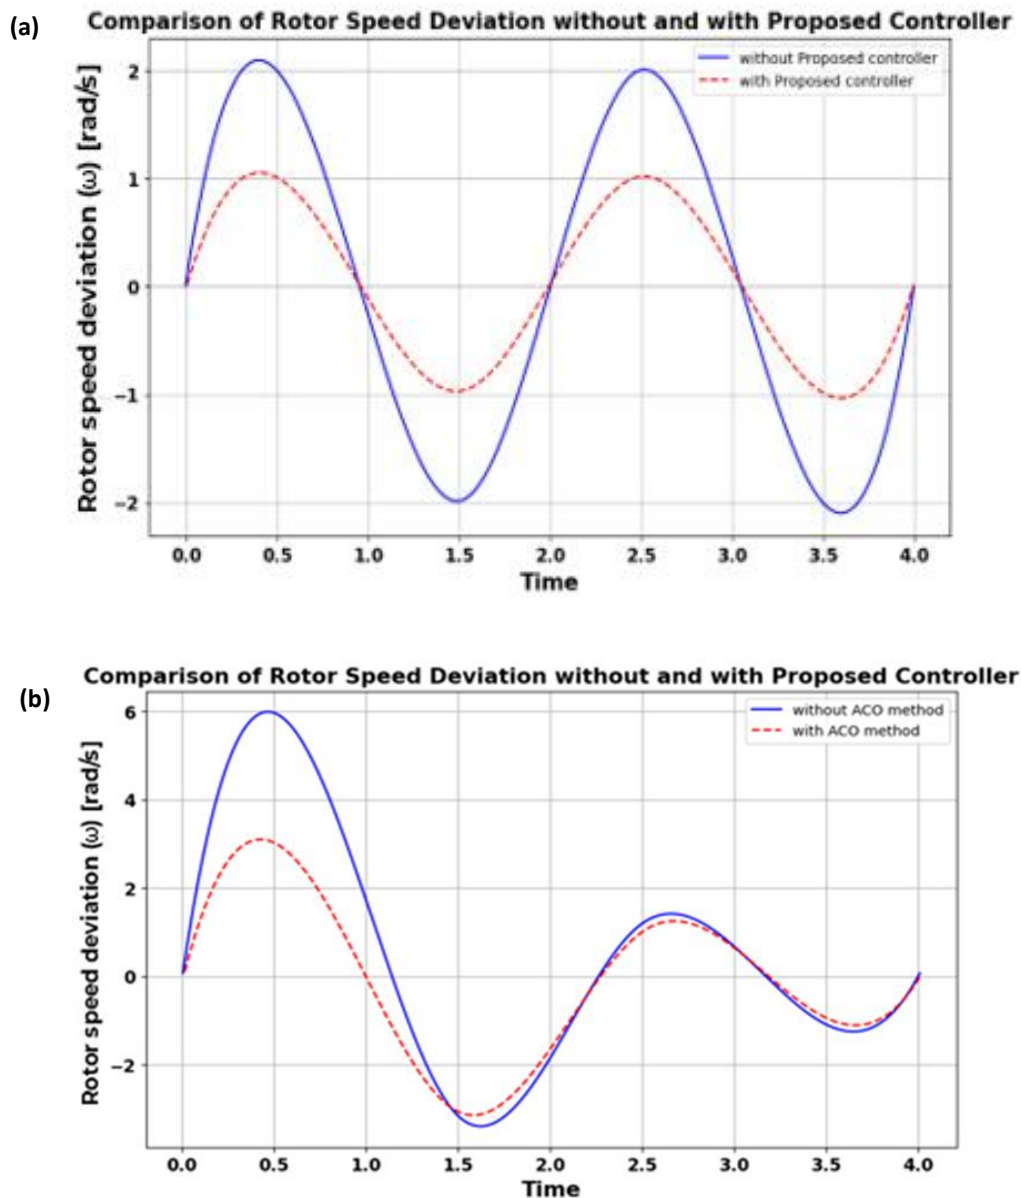 (a)
Comparison of Rotor Speed Deviation without and with Proposed Controller
without Proposed controller
with Proposed controller
Rotor speed deviation (ω) [rad/s]
2
1
0
−1
−2
0.0 0.5 1.0 1.5 2.0 2.5 3.0 3.5 4.0
Time
(b)
Comparison of Rotor Speed Deviation without and with Proposed Controller
without ACO method
with ACO method
Rotor speed deviation (ω) [rad/s]
6
4
2
0
−2
0.0 0.5 1.0 1.5 2.0 2.5 3.0 3.5 4.0
Time